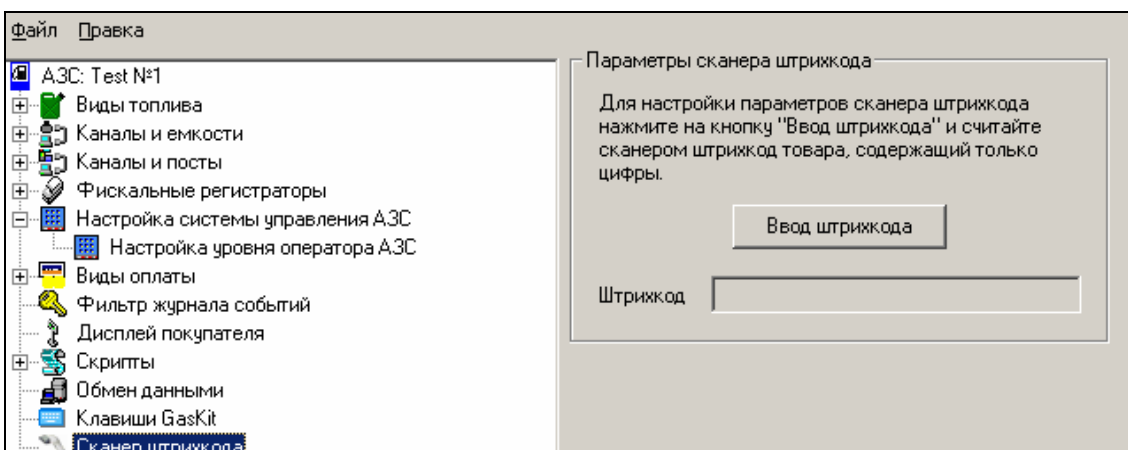 Файл Правка
АЗС: Test №1
Виды топлива
Каналы и емкости
Каналы и посты
Фискальные регистраторы
Настройка системы управления АЗС
Настройка уровня оператора АЗС
Виды оплаты
Фильтр журнала событий
Дисплей покупателя
Скрипты
Обмен данными
Клавиши GasKit
Сканер штрихкода
Параметры сканера штрихкода
Для настройки параметров сканера штрихкода
нажмите на кнопку "Ввод штрихкода" и считайте
сканером штрихкод товара, содержащий только
цифры.
Ввод штрихкода
Штрихкод